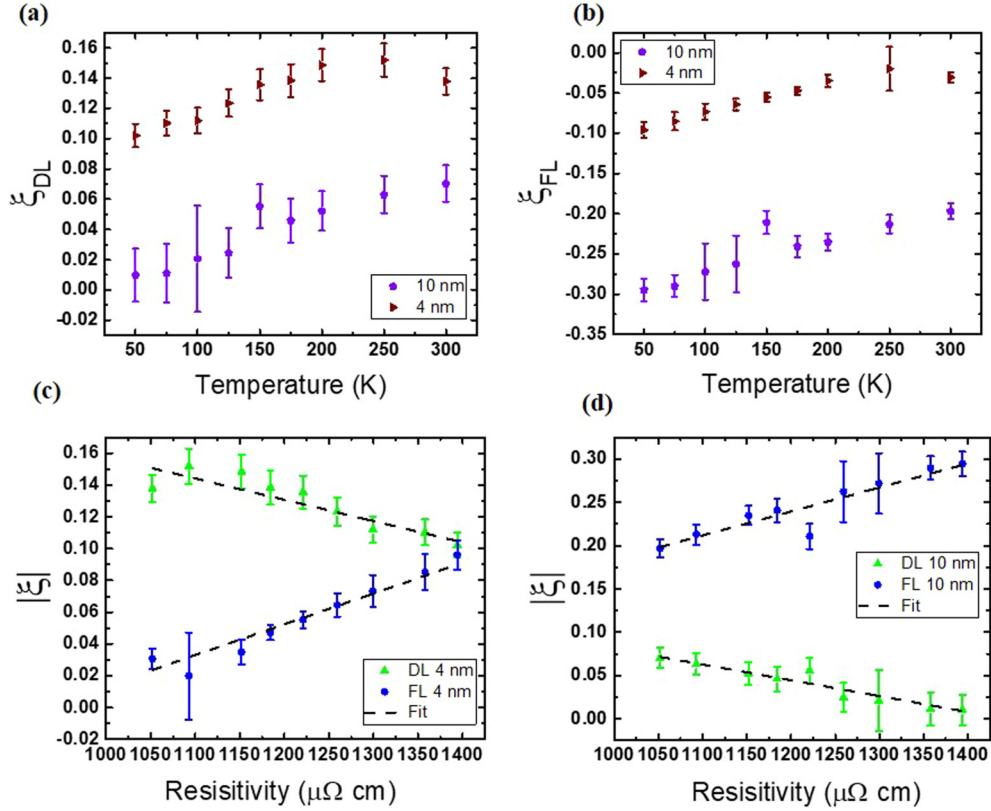 (a)
0.16
0.14
0.12
0.10
0.08
0.06
0.04
0.02
0.00
-0.02
ξDL
10 nm
4 nm
50 100 150 200 250 300
Temperature (K)
(b)
0.00
-0.05
-0.10
-0.15
-0.20
-0.25
-0.30
-0.35
ξFL
10 nm
4 nm
50 100 150 200 250 300
Temperature (K)
(c)
0.16
0.14
0.12
0.10
0.08
0.06
0.04
0.02
0.00
-0.02
|ξ|
DL 4 nm
FL 4 nm
Fit
1000 1050 1100 1150 1200 1250 1300 1350 1400
Resisitivity (μΩ cm)
(d)
0.30
0.25
0.20
0.15
0.10
0.05
0.00
|ξ|
DL 10 nm
FL 10 nm
Fit
1000 1050 1100 1150 1200 1250 1300 1350 1400
Resisitivity (μΩ cm)